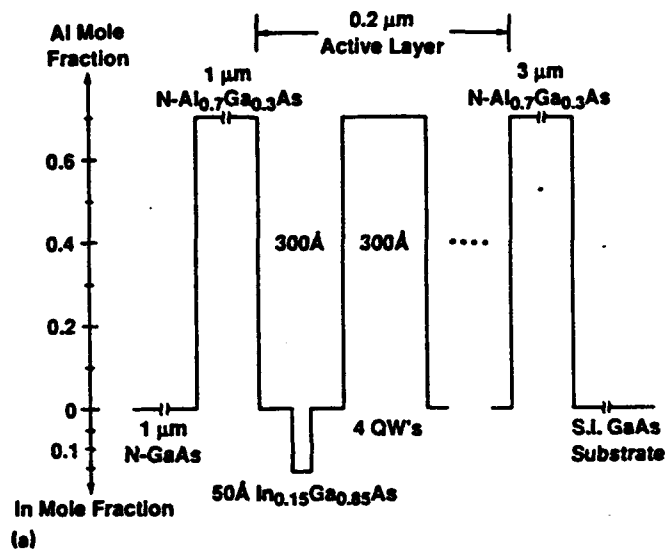 Al Mole
Fraction
0.2 μm
Active Layer
1 μm
N-Al0.7Ga0.3As
3 μm
N-Al0.7Ga0.3As
0.6
0.4
0.2
0
0.1
300Å
300Å
1 μm
N-GaAs
4 QW's
S.I. GaAs
Substrate
50Å In0.15Ga0.85As
In Mole Fraction
(a)